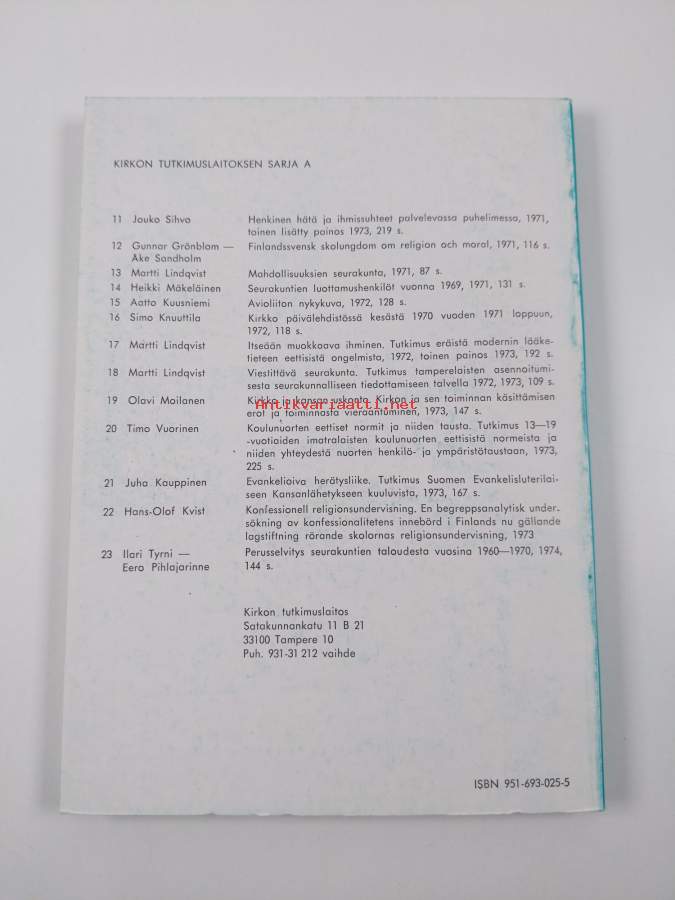 KIRKON TUTKIMUSLAITOKSEN SARJA A
11 Jouko Sihvo Henkinen hätä ja ihmissuhteet palvelevassa puhelimessa, 1971,
toinen lisätty painos 1973, 219 s.
12 Gunnar Grönblom — Finlandssvensk skolungdom om religion och moral, 1971, 116 s.
Åke Sandholm
13 Martti Lindqvist Mahdollisuuksien seurakunta, 1971, 87 s.
14 Heikki Mäkeläinen Seurakuntien luottamushenkilöt vuonna 1969, 1971, 131 s.
15 Aatto Kuusniemi Avioliiton nykykuva, 1972, 128 s.
16 Simo Knuuttila Kirkko päivälehdistössä kesästä 1970 vuoden 1971 loppuun,
1972, 118 s.
17 Martti Lindqvist Itseään muokkaava ihminen. Tutkimus eräistä modernin lääke-
tieteen eettisistä ongelmista, 1972, toinen painos 1973, 192 s.
18 Martti Lindqvist Viestittävä seurakunta. Tutkimus tamperelaisten asennoitumi-
sesta seurakunnalliseen tiedottamiseen talvella 1972, 1973, 109 s.
19 Olavi Moilanen Kirkko ja kansan uskonto. Kirkon ja sen toiminnan käsittämisen
erot ja toiminnasta vieraantuminen, 1973, 147 s.
Antikvariaatti.net
20 Timo Vuorinen Koulunuorten eettiset normit ja niiden tausta. Tutkimus 13—19
-vuotiaiden imatralaisten koulunuorten eettisistä normeista ja
niiden yhteydestä nuorten henkilö- ja ympäristötaustaan, 1973,
225 s.
21 Juha Kauppinen Evankelioiva herätysliike. Tutkimus Suomen Evankelisluterilai-
seen Kansanlähetykseen kuuluvista, 1973, 167 s.
22 Hans-Olof Kvist Konfessionell religionsundervisning. En begreppsanalytisk under-
sökning av konfessionalitetens innebörd i Finlands nu gällande
lagstiftning rörande skolornas religionsundervisning, 1973
23 Ilari Tyrni — Perusselvitys seurakuntien taloudesta vuosina 1960—1970, 1974,
Eero Pihlajarinne 144 s.
Kirkon tutkimuslaitos
Satakunnankatu 11 B 21
33100 Tampere 10
Puh. 931-31 212 vaihde
ISBN 951-693-025-5